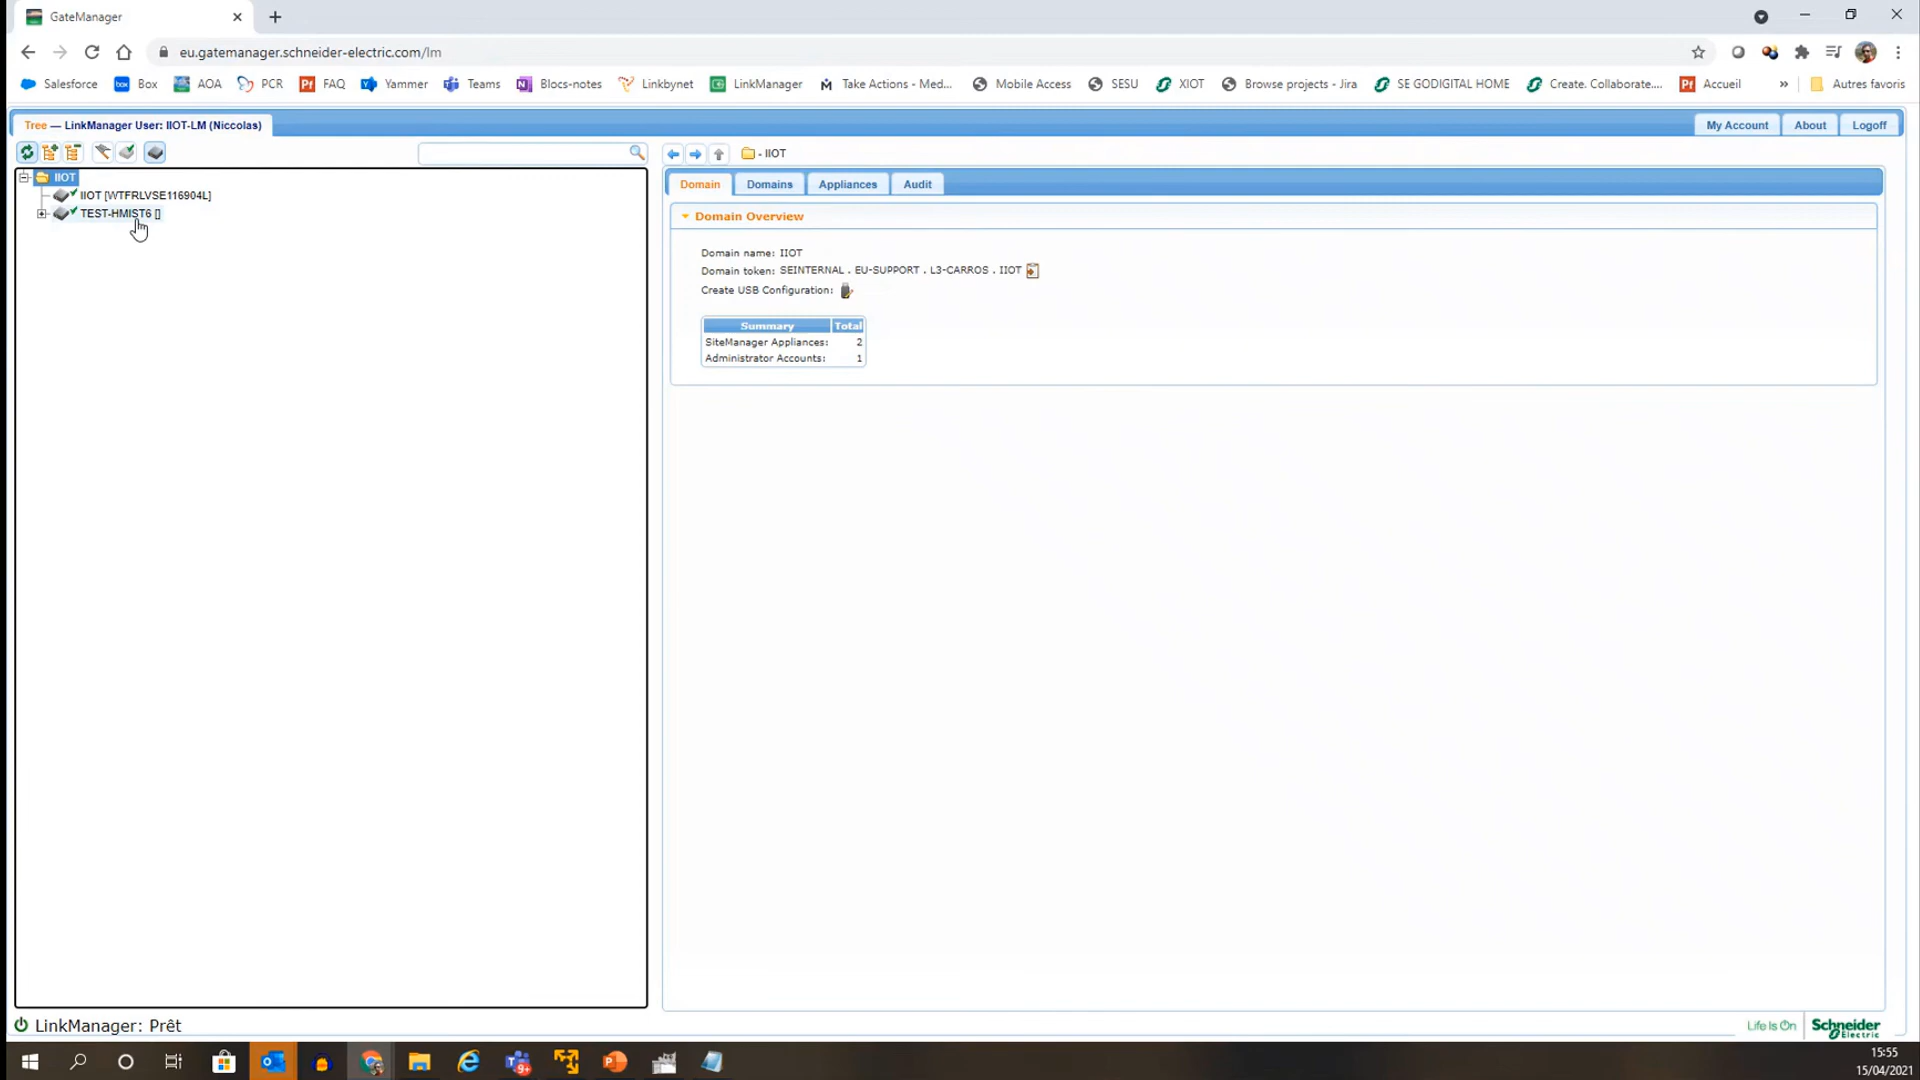 GateManager
eu.gatemanager.schneider-electric.com/lm
Salesforce Box AOA PCR FAQ Yammer Teams Blocs-notes Linkbynet LinkManager Take Actions - Med... Mobile Access SESU XIOT Browse projects - Jira SE GODIGITAL HOME Create. Collaborate.... Accueil » Autres favoris
Tree — LinkManager User: IIOT-LM (Niccolas)
My Account About Logoff
- IIOT
IIOT
IIOT [WTFRLVSE116904L]
TEST-HMIST6 []
Domain Domains Appliances Audit
Domain Overview
Domain name: IIOT
Domain token: SEINTERNAL . EU-SUPPORT . L3-CARROS . IIOT
Create USB Configuration:
Summary Total
SiteManager Appliances: 2
Administrator Accounts: 1
LinkManager: Prêt
Life Is On Schneider Electric
9+
15:55
15/04/2021